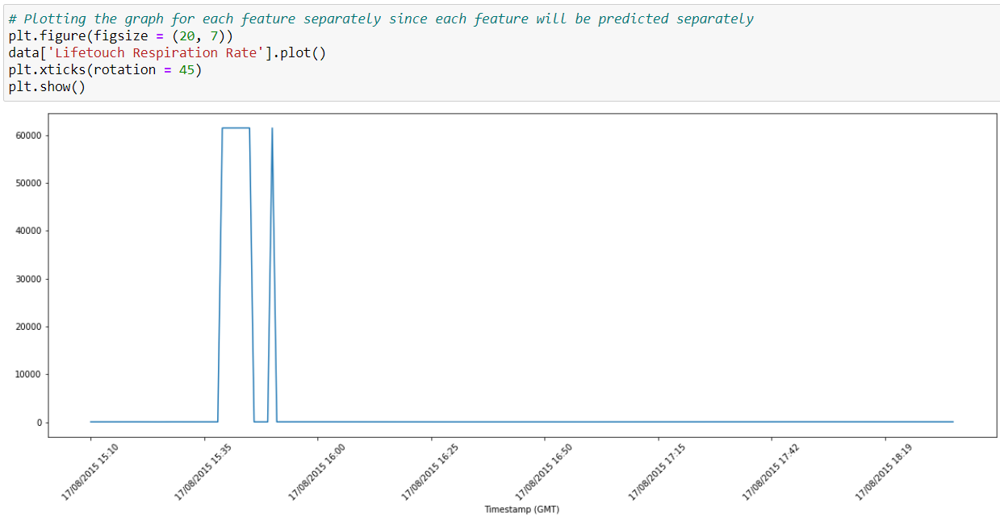 # Plotting the graph for each feature separately since each feature will be predicted separately
plt.figure(figsize = (20, 7))
data['Lifetouch Respiration Rate'].plot()
plt.xticks(rotation = 45)
plt.show()
60000
50000
40000
30000
20000
10000
0
17/08/2015 15:10
17/08/2015 15:35
17/08/2015 16:00
17/08/2015 16:25
17/08/2015 16:50
17/08/2015 17:15
17/08/2015 17:42
17/08/2015 18:19
Timestamp (GMT)